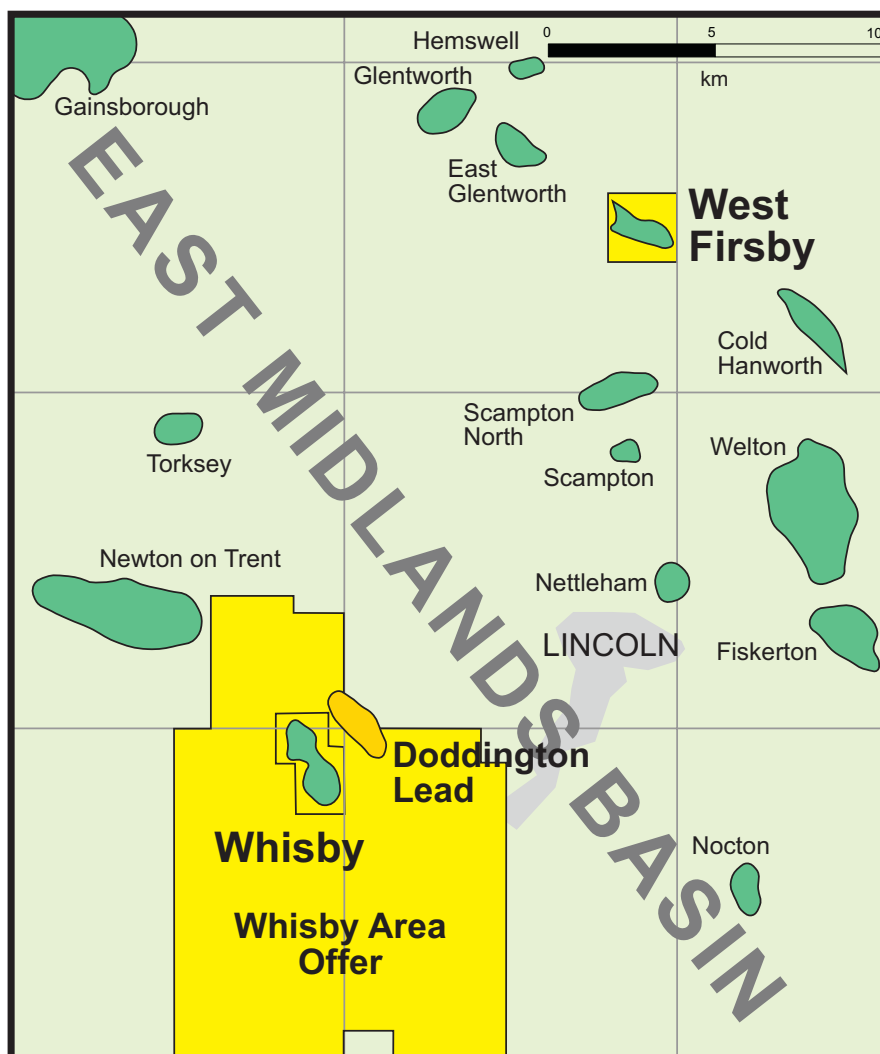 Hemswell
0 5 10
km
Glentworth
Gainsborough
East
Glentworth
West
Firsby
EAST MIDLANDS BASIN
Cold
Hanworth
Scampton
North
Scampton
Welton
Torksey
Newton on Trent
Nettleham
LINCOLN
Fiskerton
Doddington
Lead
Whisby
Nocton
Whisby Area
Offer